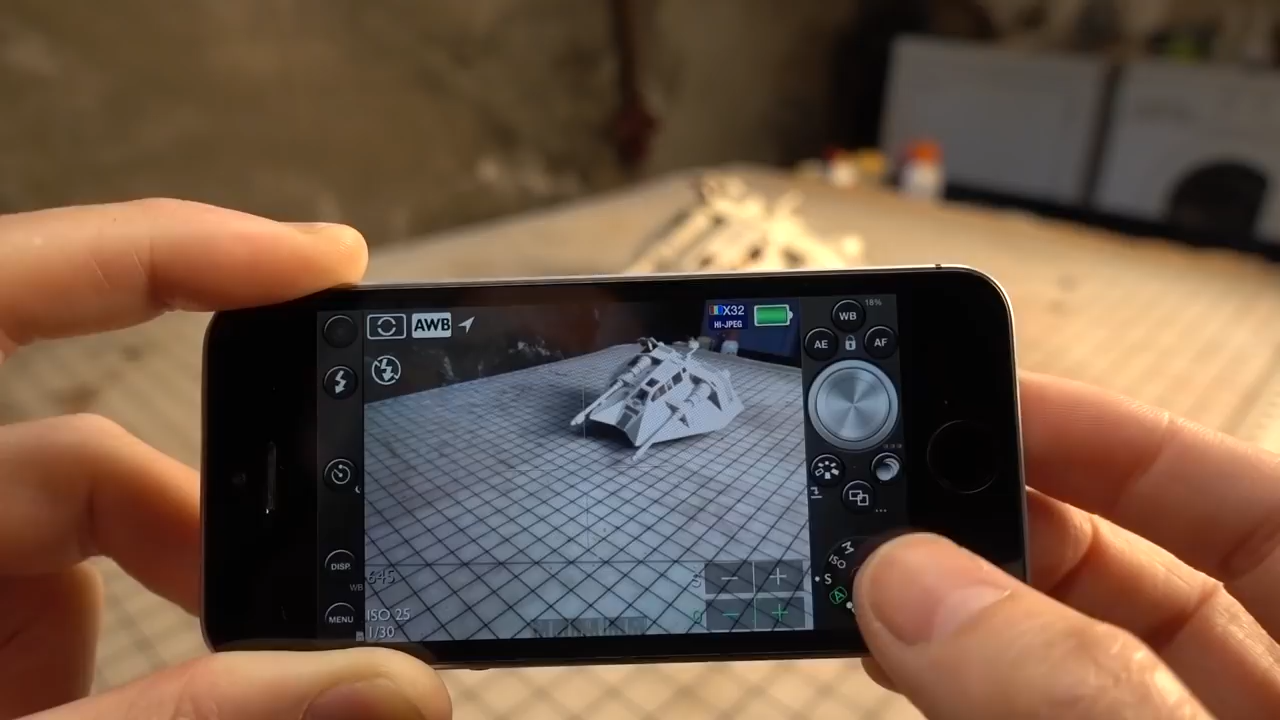 AWB
X32
HI-JPEG
WB
18%
AE
AF
DISP.
WB
645
MENU
ISO 25
1/30
S
M
ISO
S
A